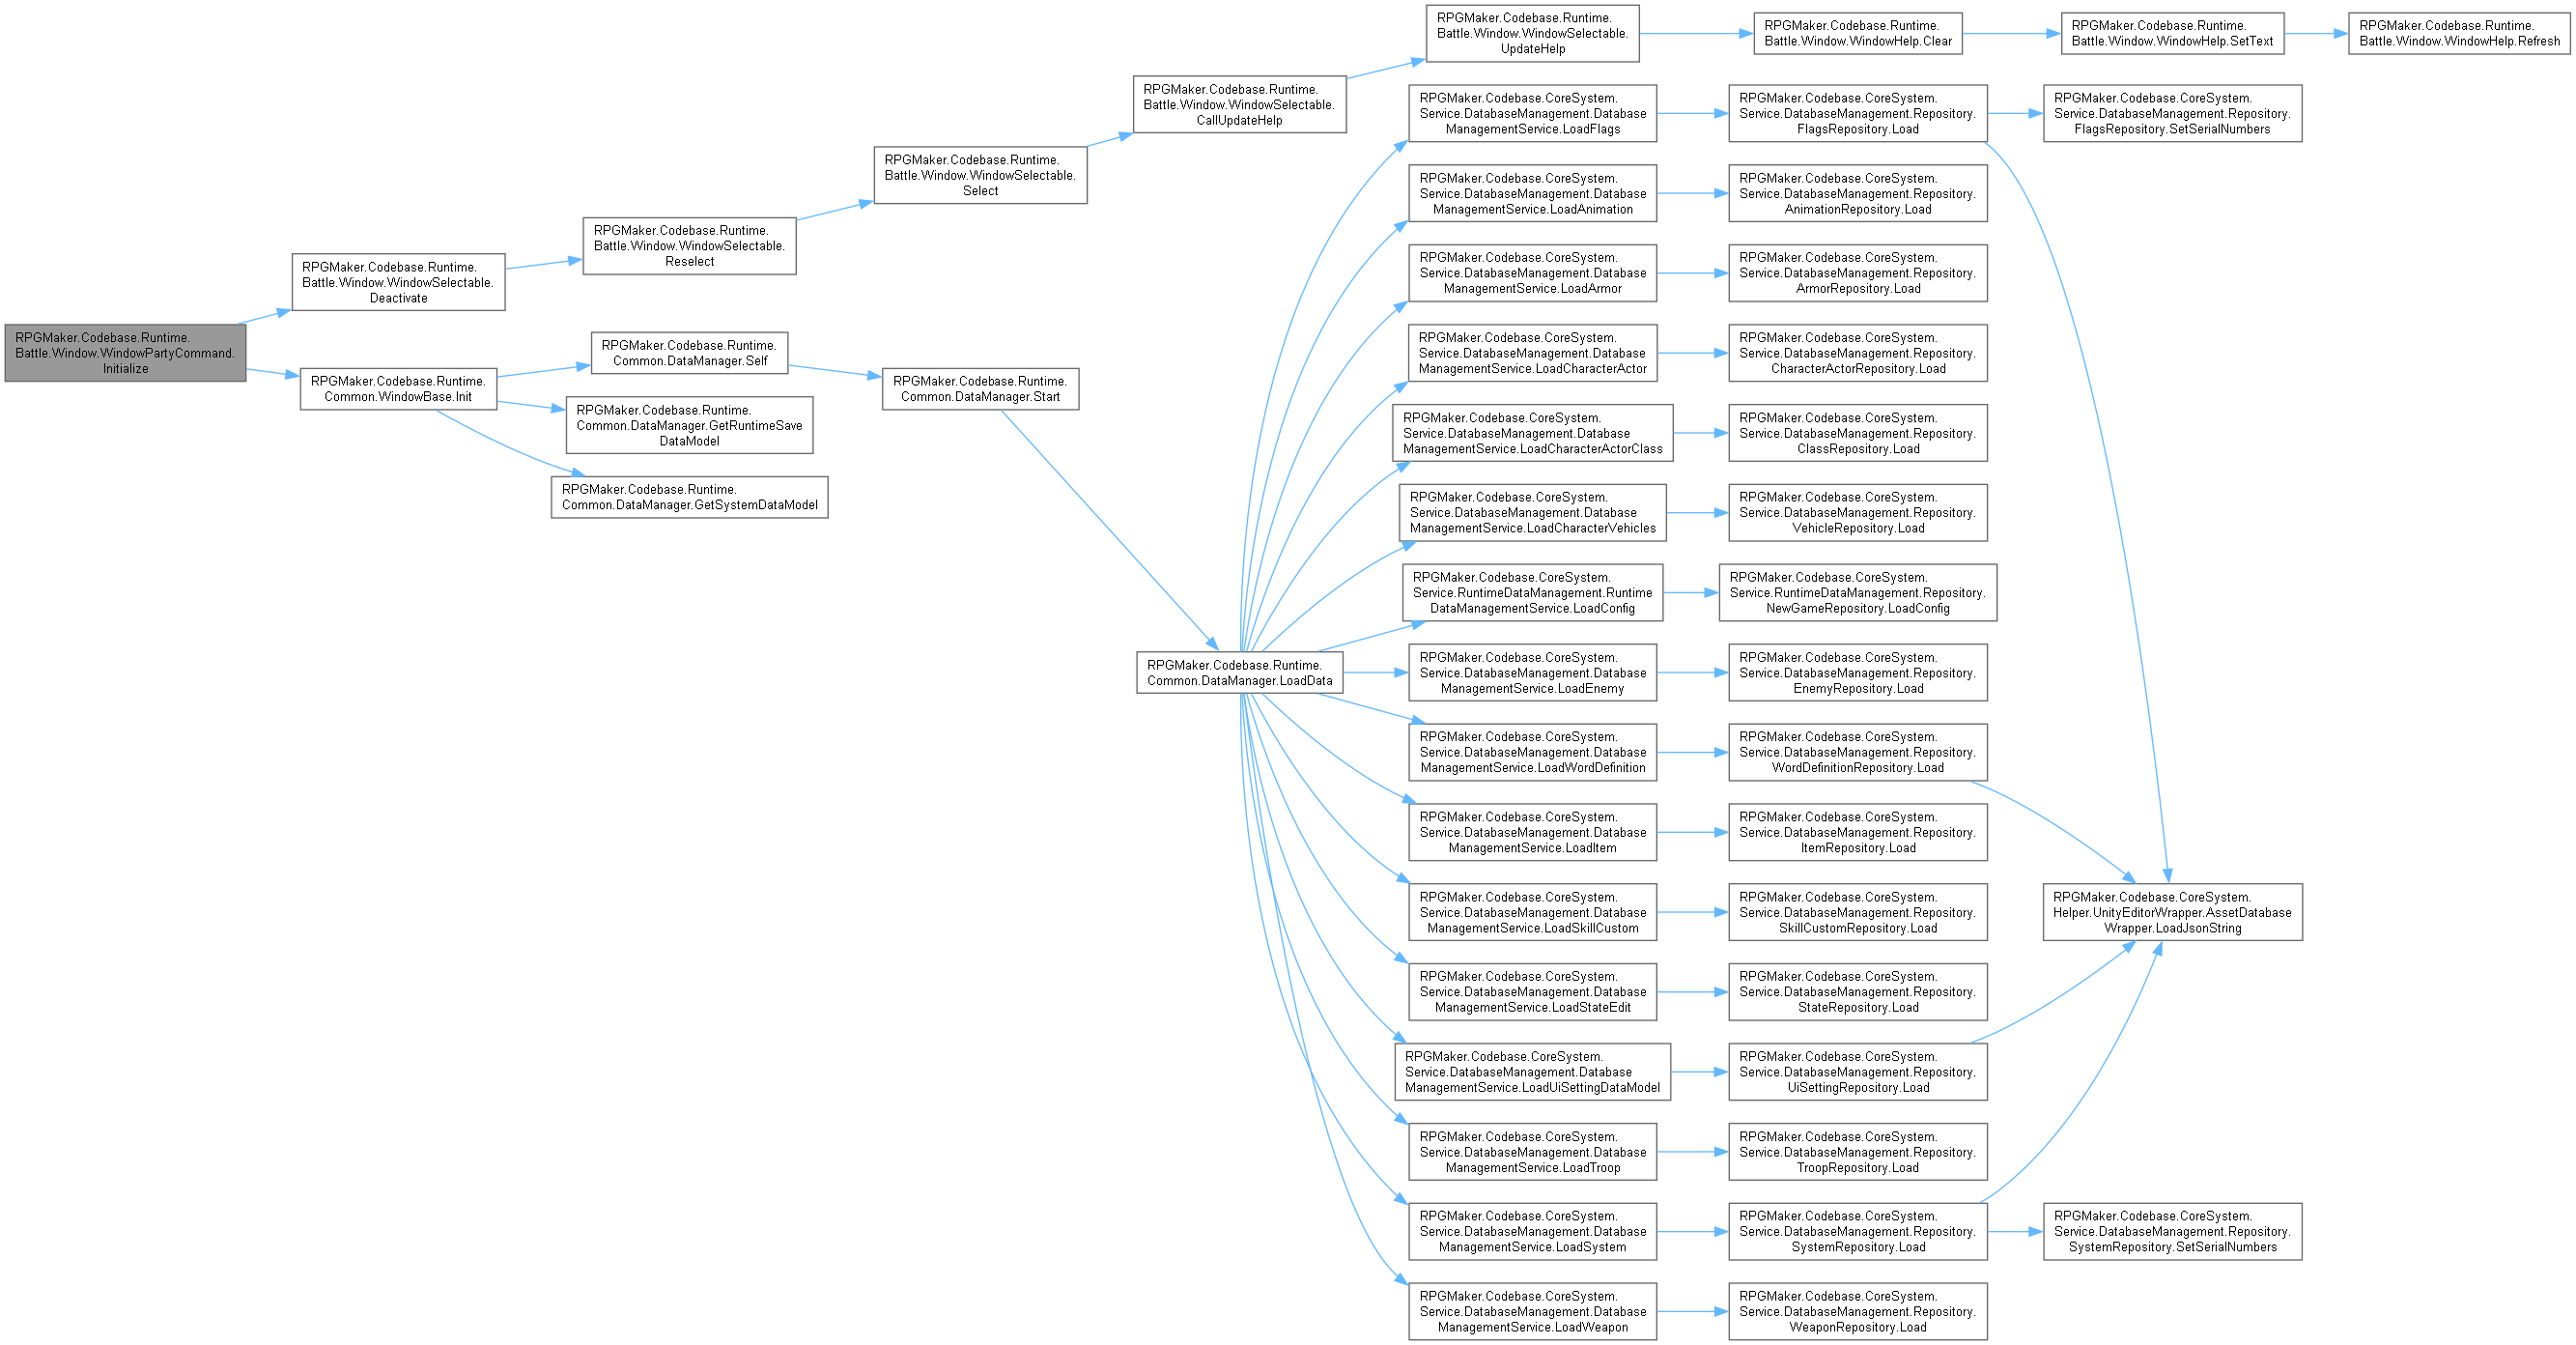 RPGMaker.Codebase.Runtime.
Battle.Window.WindowPartyCommand.
Initialize
RPGMaker.Codebase.Runtime.
Battle.Window.WindowSelectable.
Deactivate
RPGMaker.Codebase.Runtime.
Battle.Window.WindowSelectable.
Reselect
RPGMaker.Codebase.Runtime.
Battle.Window.WindowSelectable.
Select
RPGMaker.Codebase.Runtime.
Battle.Window.WindowSelectable.
CallUpdateHelp
RPGMaker.Codebase.Runtime.
Battle.Window.WindowSelectable.
UpdateHelp
RPGMaker.Codebase.Runtime.
Battle.Window.WindowHelp.Clear
RPGMaker.Codebase.Runtime.
Battle.Window.WindowHelp.SetText
RPGMaker.Codebase.Runtime.
Battle.Window.WindowHelp.Refresh
RPGMaker.Codebase.Runtime.
Common.WindowBase.Init
RPGMaker.Codebase.Runtime.
Common.DataManager.Self
RPGMaker.Codebase.Runtime.
Common.DataManager.GetRuntimeSave
DataModel
RPGMaker.Codebase.Runtime.
Common.DataManager.GetSystemDataModel
RPGMaker.Codebase.Runtime.
Common.DataManager.Start
RPGMaker.Codebase.Runtime.
Common.DataManager.LoadData
RPGMaker.Codebase.CoreSystem.
Service.DatabaseManagement.Database
ManagementService.LoadFlags
RPGMaker.Codebase.CoreSystem.
Service.DatabaseManagement.Repository.
FlagsRepository.Load
RPGMaker.Codebase.CoreSystem.
Service.DatabaseManagement.Repository.
FlagsRepository.SetSerialNumbers
RPGMaker.Codebase.CoreSystem.
Service.DatabaseManagement.Database
ManagementService.LoadAnimation
RPGMaker.Codebase.CoreSystem.
Service.DatabaseManagement.Repository.
AnimationRepository.Load
RPGMaker.Codebase.CoreSystem.
Service.DatabaseManagement.Database
ManagementService.LoadArmor
RPGMaker.Codebase.CoreSystem.
Service.DatabaseManagement.Repository.
ArmorRepository.Load
RPGMaker.Codebase.CoreSystem.
Service.DatabaseManagement.Database
ManagementService.LoadCharacterActor
RPGMaker.Codebase.CoreSystem.
Service.DatabaseManagement.Repository.
CharacterActorRepository.Load
RPGMaker.Codebase.CoreSystem.
Service.DatabaseManagement.Database
ManagementService.LoadCharacterActorClass
RPGMaker.Codebase.CoreSystem.
Service.DatabaseManagement.Repository.
ClassRepository.Load
RPGMaker.Codebase.CoreSystem.
Service.DatabaseManagement.Database
ManagementService.LoadCharacterVehicles
RPGMaker.Codebase.CoreSystem.
Service.DatabaseManagement.Repository.
VehicleRepository.Load
RPGMaker.Codebase.CoreSystem.
Service.RuntimeDataManagement.Runtime
DataManagementService.LoadConfig
RPGMaker.Codebase.CoreSystem.
Service.RuntimeDataManagement.Repository.
NewGameRepository.LoadConfig
RPGMaker.Codebase.CoreSystem.
Service.DatabaseManagement.Database
ManagementService.LoadEnemy
RPGMaker.Codebase.CoreSystem.
Service.DatabaseManagement.Repository.
EnemyRepository.Load
RPGMaker.Codebase.CoreSystem.
Service.DatabaseManagement.Database
ManagementService.LoadWordDefinition
RPGMaker.Codebase.CoreSystem.
Service.DatabaseManagement.Repository.
WordDefinitionRepository.Load
RPGMaker.Codebase.CoreSystem.
Service.DatabaseManagement.Database
ManagementService.LoadItem
RPGMaker.Codebase.CoreSystem.
Service.DatabaseManagement.Repository.
ItemRepository.Load
RPGMaker.Codebase.CoreSystem.
Service.DatabaseManagement.Database
ManagementService.LoadSkillCustom
RPGMaker.Codebase.CoreSystem.
Service.DatabaseManagement.Repository.
SkillCustomRepository.Load
RPGMaker.Codebase.CoreSystem.
Helper.UnityEditorWrapper.AssetDatabase
Wrapper.LoadJsonString
RPGMaker.Codebase.CoreSystem.
Service.DatabaseManagement.Database
ManagementService.LoadStateEdit
RPGMaker.Codebase.CoreSystem.
Service.DatabaseManagement.Repository.
StateRepository.Load
RPGMaker.Codebase.CoreSystem.
Service.DatabaseManagement.Database
ManagementService.LoadUiSettingDataModel
RPGMaker.Codebase.CoreSystem.
Service.DatabaseManagement.Repository.
UiSettingRepository.Load
RPGMaker.Codebase.CoreSystem.
Service.DatabaseManagement.Database
ManagementService.LoadTroop
RPGMaker.Codebase.CoreSystem.
Service.DatabaseManagement.Repository.
TroopRepository.Load
RPGMaker.Codebase.CoreSystem.
Service.DatabaseManagement.Database
ManagementService.LoadSystem
RPGMaker.Codebase.CoreSystem.
Service.DatabaseManagement.Repository.
SystemRepository.Load
RPGMaker.Codebase.CoreSystem.
Service.DatabaseManagement.Repository.
SystemRepository.SetSerialNumbers
RPGMaker.Codebase.CoreSystem.
Service.DatabaseManagement.Database
ManagementService.LoadWeapon
RPGMaker.Codebase.CoreSystem.
Service.DatabaseManagement.Repository.
WeaponRepository.Load